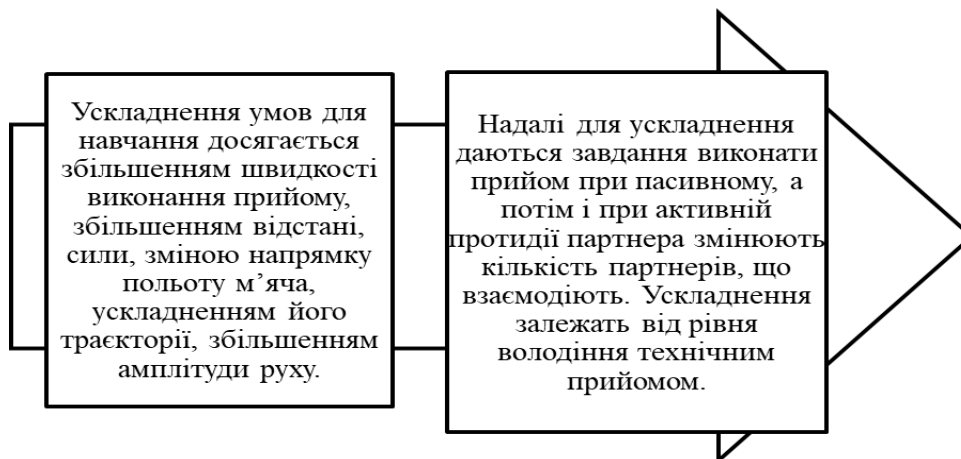 Ускладнення умов для
навчання досягається
збільшенням швидкості
виконання прийому,
збільшенням відстані,
сили, зміною напрямку
польоту м’яча,
ускладненням його
траєкторії, збільшенням
амплітуди руху.
Надалі для ускладнення
даються завдання виконати
прийом при пасивному, а
потім і при активній
протидії партнера змінюють
кількість партнерів, що
взаємодіють. Ускладнення
залежать від рівня
володіння технічним
прийомом.